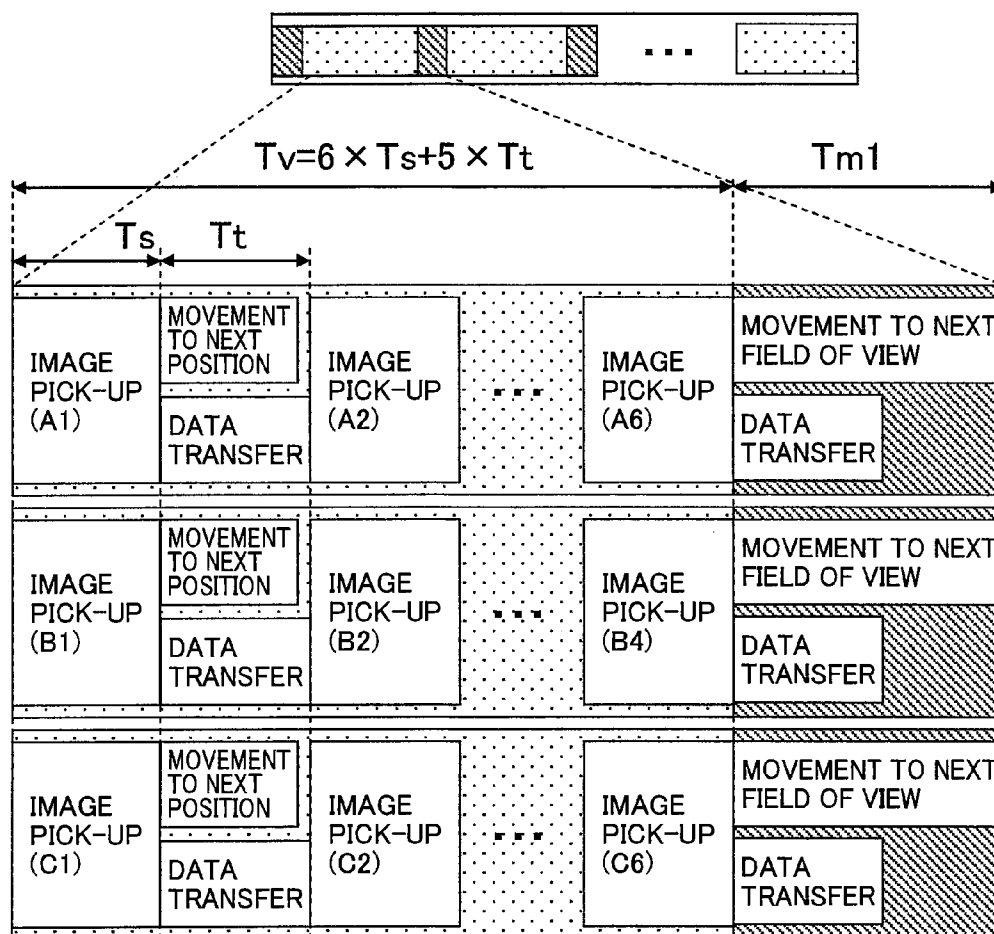 Tv=6 × Ts+5 × Tt
Tm1
Ts
Tt
IMAGE
PICK-UP
(A1)
MOVEMENT
TO NEXT
POSITION
DATA
TRANSFER
IMAGE
PICK-UP
(A2)
...
IMAGE
PICK-UP
(A6)
MOVEMENT TO NEXT
FIELD OF VIEW
DATA
TRANSFER
IMAGE
PICK-UP
(B1)
MOVEMENT
TO NEXT
POSITION
DATA
TRANSFER
IMAGE
PICK-UP
(B2)
...
IMAGE
PICK-UP
(B4)
MOVEMENT TO NEXT
FIELD OF VIEW
DATA
TRANSFER
IMAGE
PICK-UP
(C1)
MOVEMENT
TO NEXT
POSITION
DATA
TRANSFER
IMAGE
PICK-UP
(C2)
...
IMAGE
PICK-UP
(C6)
MOVEMENT TO NEXT
FIELD OF VIEW
DATA
TRANSFER